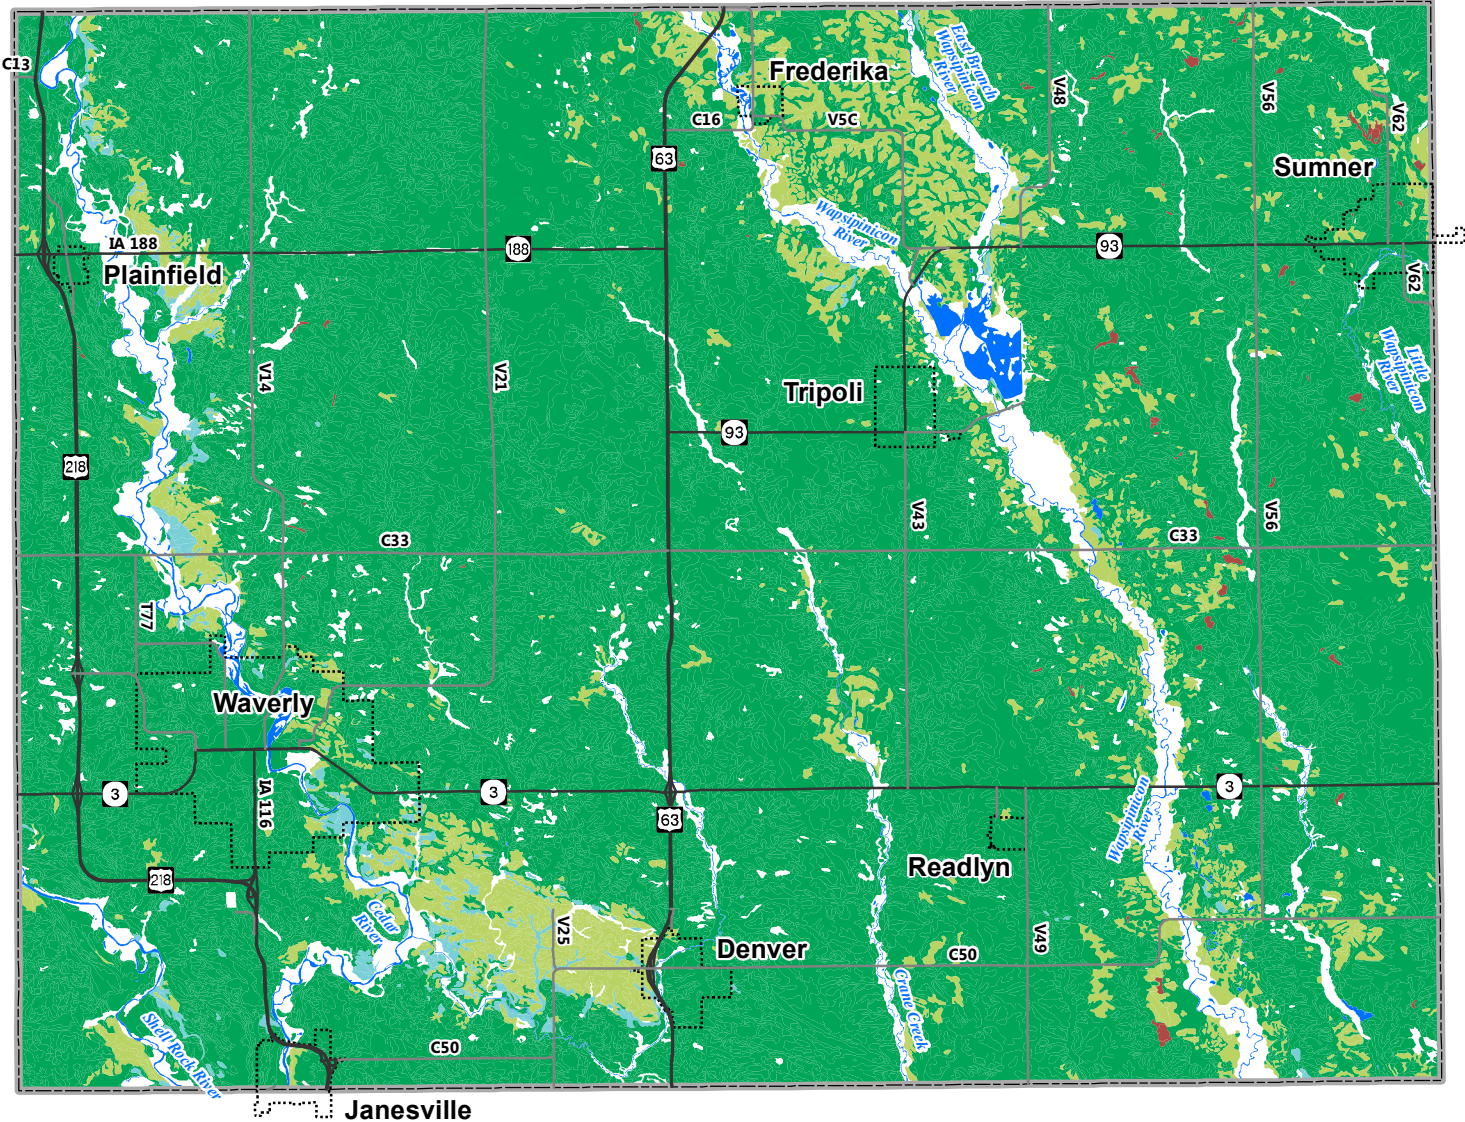 C13
Frederika
East Branch
Wapsipinicon
River
V48
V56
V62
C16
V5C
63
Sumner
Wapsipinicon
River
IA 188
188
93
Plainfield
V62
V14
V21
Little
Wapsipinicon
River
Tripoli
93
218
V43
V56
C33
C33
T77
Waverly
3
IA 116
3
63
3
Wapsipinicon
River
Readlyn
218
Cedar
River
V25
Denver
V49
C50
Crane Creek
Shell Rock River
C50
Janesville